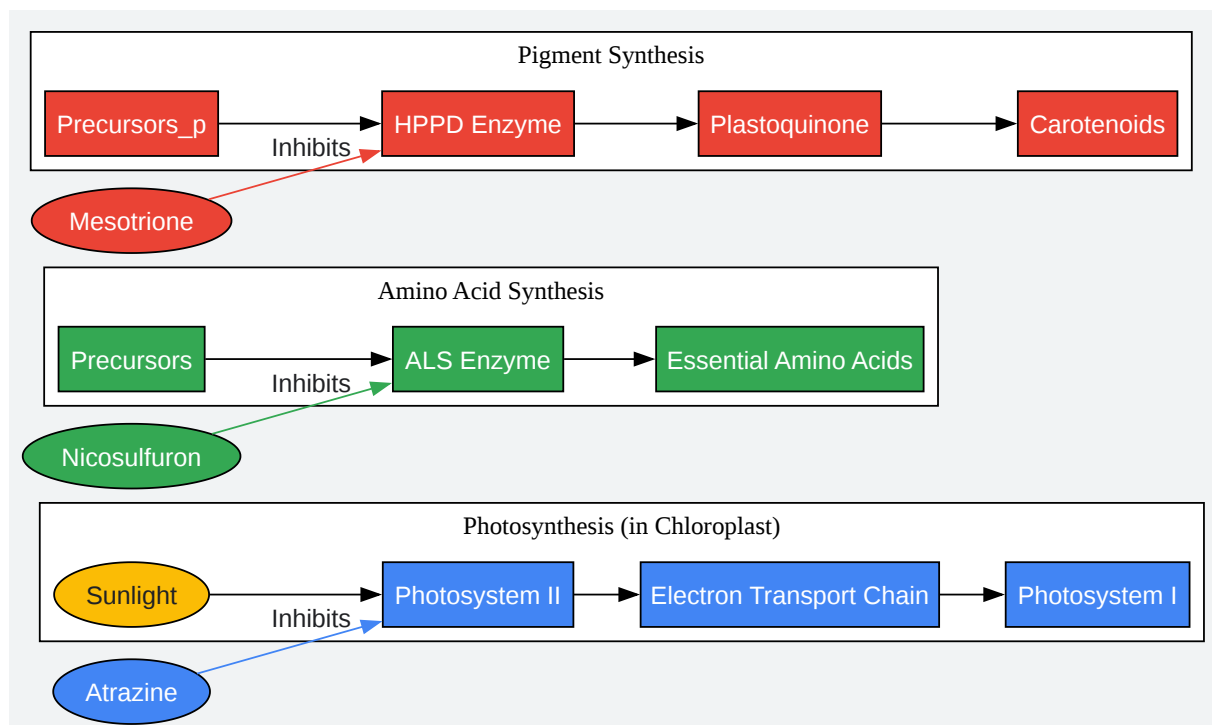 Pigment Synthesis
Precursors_p
HPPD Enzyme
Plastoquinone
Carotenoids
Inhibits
Mesotrione
Amino Acid Synthesis
Precursors
ALS Enzyme
Essential Amino Acids
Inhibits
Nicosulfuron
Photosynthesis (in Chloroplast)
Sunlight
Photosystem II
Electron Transport Chain
Photosystem I
Inhibits
Atrazine